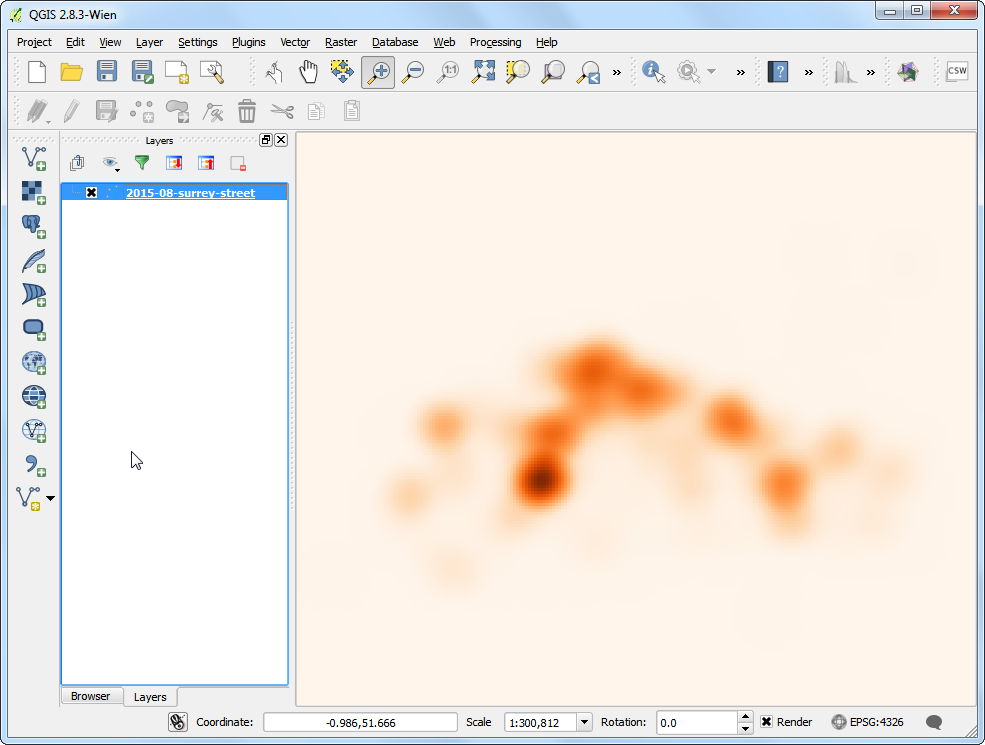 QGIS 2.8.3-Wien
Project Edit View Layer Settings Plugins Vector Raster Database Web Processing Help
1:1 » » ? » » CSW
Layers
2015-08-surrey-street
Browser Layers
Coordinate: -0.986,51.666 Scale 1:300,812 Rotation: 0.0 Render EPSG:4326